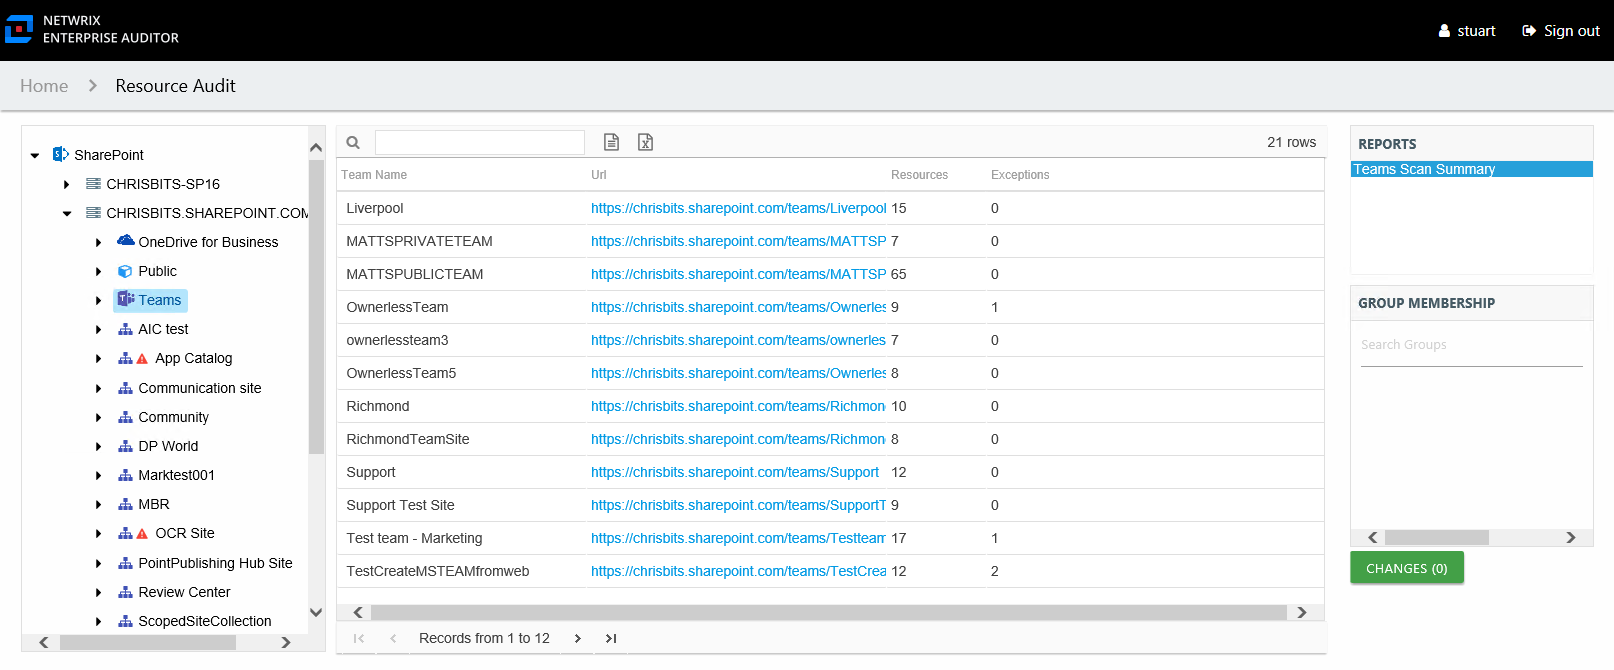 NETWRIX
ENTERPRISE AUDITOR
stuart
Sign out
Home
Resource Audit
SharePoint
CHRISBITS-SP16
CHRISBITS.SHAREPOINT.COM
OneDrive for Business
Public
Teams
AIC test
App Catalog
Communication site
Community
DP World
Marktest001
MBR
OCR Site
PointPublishing Hub Site
Review Center
ScopedSiteCollection
21 rows
Team Name Url Resources Exceptions
Liverpool https://chrisbits.sharepoint.com/teams/Liverpool 15 0
MATTSPRIVATETEAM https://chrisbits.sharepoint.com/teams/MATTSP 7 0
MATTSPUBLICTEAM https://chrisbits.sharepoint.com/teams/MATTSP 65 0
OwnerlessTeam https://chrisbits.sharepoint.com/teams/Ownerles 9 1
ownerlessteam3 https://chrisbits.sharepoint.com/teams/ownerles 7 0
OwnerlessTeam5 https://chrisbits.sharepoint.com/teams/Ownerles 8 0
Richmond https://chrisbits.sharepoint.com/teams/Richmon 10 0
RichmondTeamSite https://chrisbits.sharepoint.com/teams/Richmon 8 0
Support https://chrisbits.sharepoint.com/teams/Support 12 0
Support Test Site https://chrisbits.sharepoint.com/teams/SupportT 9 0
Test team - Marketing https://chrisbits.sharepoint.com/teams/Testteam 17 1
TestCreateMSTEAMfromweb https://chrisbits.sharepoint.com/teams/TestCrea 12 2
Records from 1 to 12
REPORTS
Teams Scan Summary
GROUP MEMBERSHIP
Search Groups
CHANGES (0)